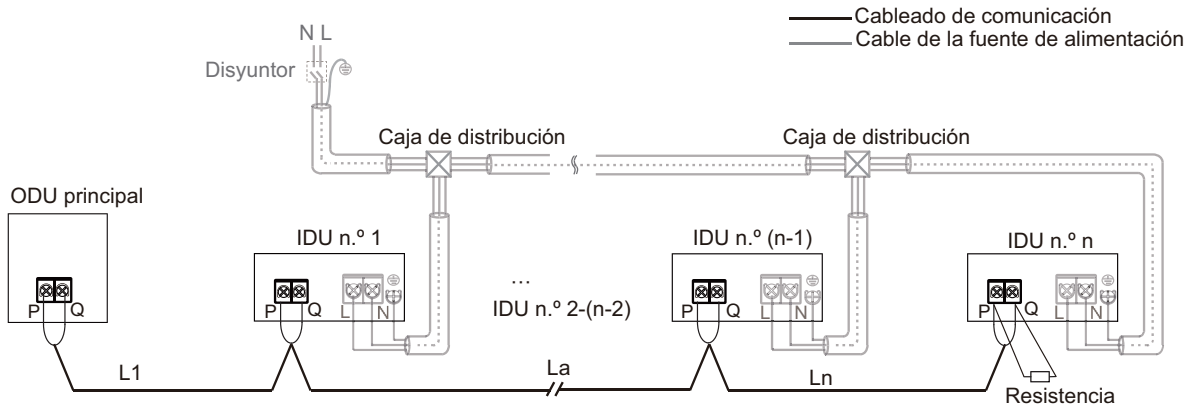 Cableado de comunicación
Cable de la fuente de alimentación
N L
Disyuntor
Caja de distribución
Caja de distribución
ODU principal
IDU n.º 1
IDU n.º (n-1)
IDU n.º n
...
IDU n.º 2-(n-2)
P Q
P Q L N
P Q L N
P Q L N
L1
La
Ln
Resistencia